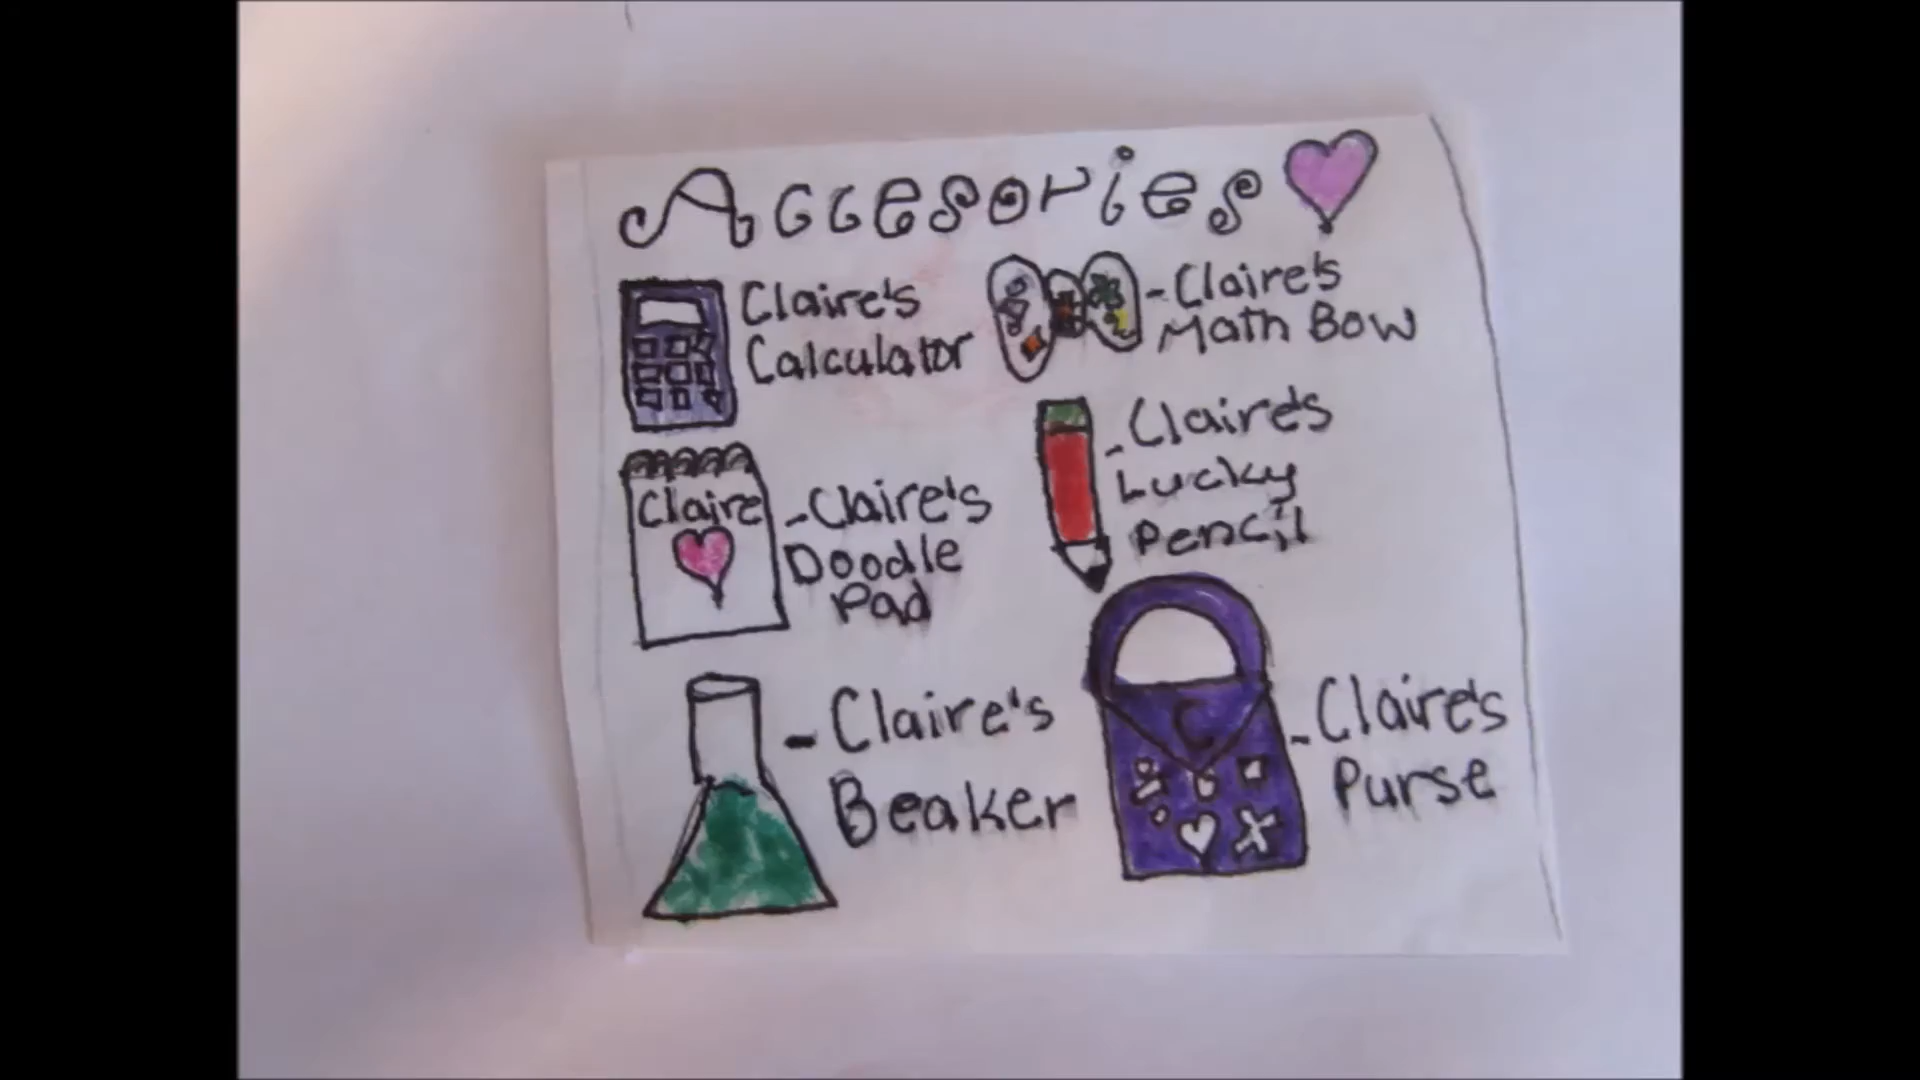 Accesories
Claire's
Calculator
-Claire's
Math Bow
-Claire's
Lucky
Pencil
Claire
-Claire's
Doodle
Pad
-Claire's
Beaker
C
-Claire's
Purse